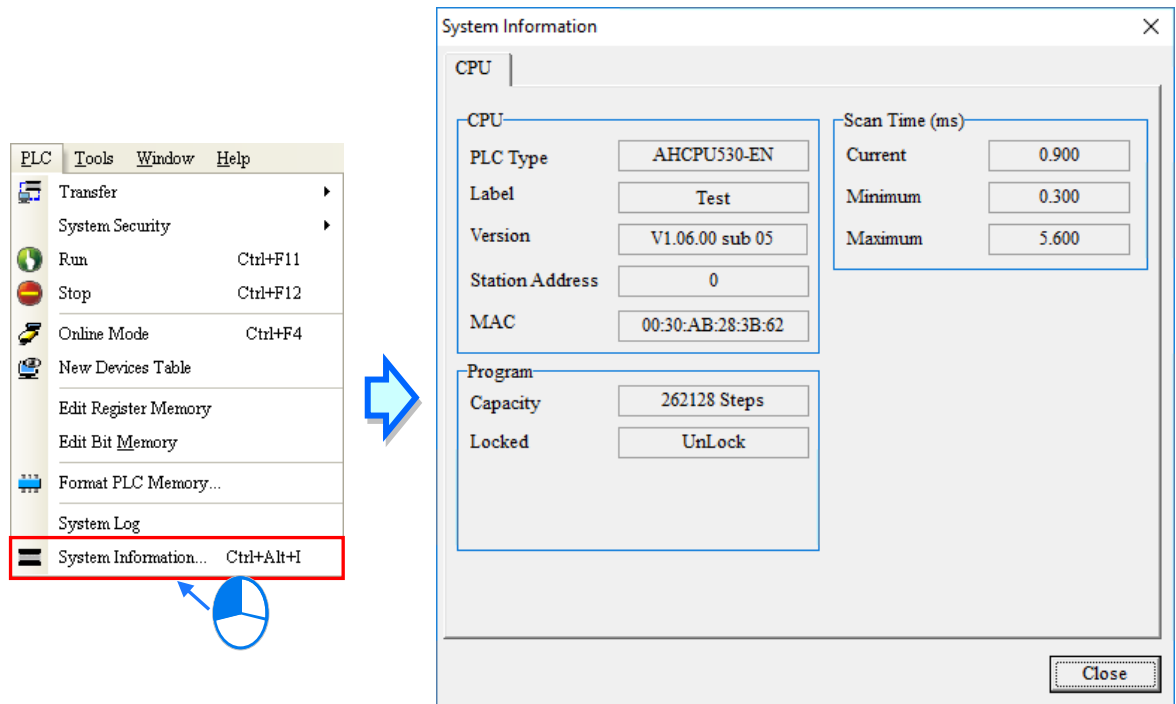 PLC Tools Window Help
Transfer
System Security
Run Ctrl+F11
Stop Ctrl+F12
Online Mode Ctrl+F4
New Devices Table
Edit Register Memory
Edit Bit Memory
Format PLC Memory...
System Log
System Information... Ctrl+Alt+I
System Information
CPU
CPU
PLC Type AHCPU530-EN
Label Test
Version V1.06.00 sub 05
Station Address 0
MAC 00:30:AB:28:3B:62
Program
Capacity 262128 Steps
Locked UnLock
Scan Time (ms)
Current 0.900
Minimum 0.300
Maximum 5.600
Close